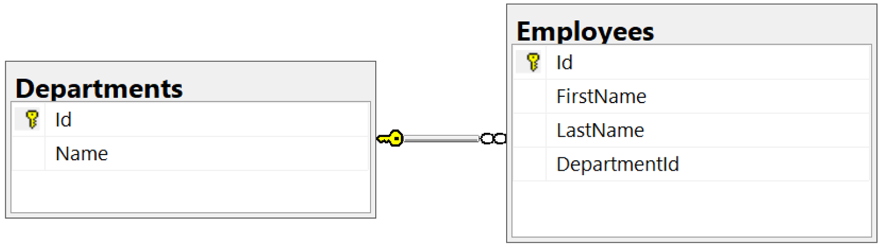 Departments
Id
Name
Employees
Id
FirstName
LastName
DepartmentId